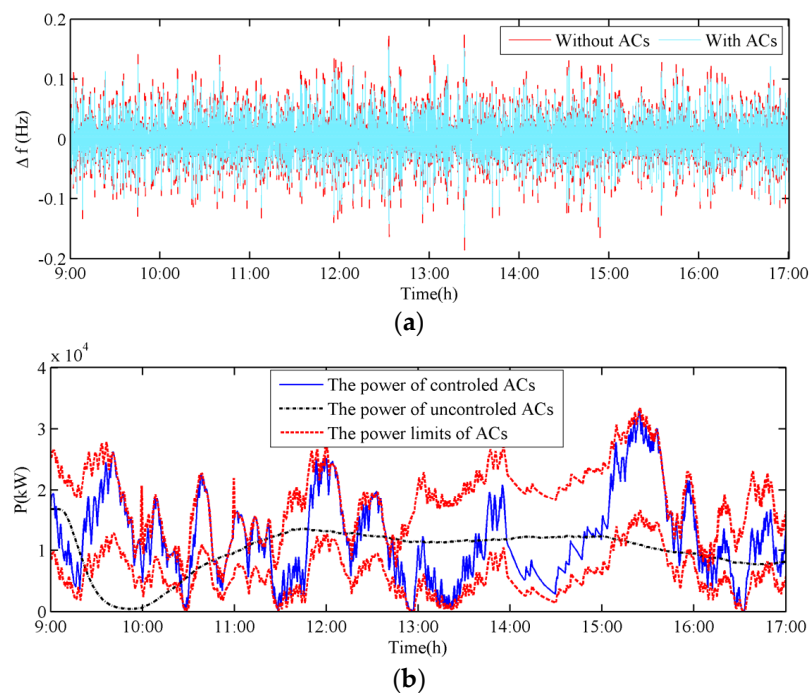 0.2
Without ACs With ACs
0.1
0
-0.1
-0.2
Δ f (Hz)
9:00 10:00 11:00 12:00 13:00 14:00 15:00 16:00 17:00
Time(h)
(a)
x 10⁴
4
The power of controled ACs
The power of uncontroled ACs
The power limits of ACs
3
2
1
0
P(kW)
9:00 10:00 11:00 12:00 13:00 14:00 15:00 16:00 17:00
Time(h)
(b)